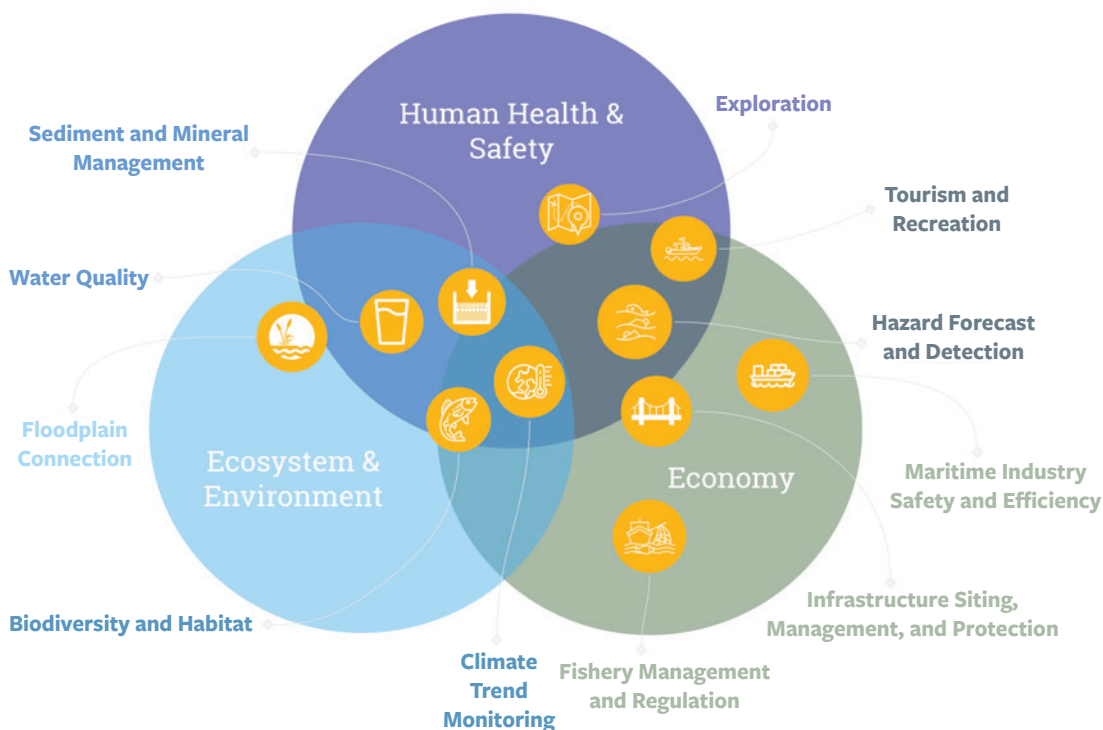 Human Health &
Safety
Exploration
Sediment and Mineral
Management
Tourism and
Recreation
Water Quality
Hazard Forecast
and Detection
Floodplain
Connection
Ecosystem &
Environment
Economy
Maritime Industry
Safety and Efficiency
Biodiversity and Habitat
Infrastructure Siting,
Management, and Protection
Climate
Trend
Monitoring
Fishery Management
and Regulation